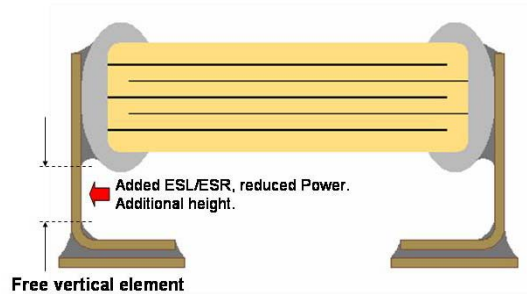 Added ESL/ESR, reduced Power.
Additional height.
Free vertical element